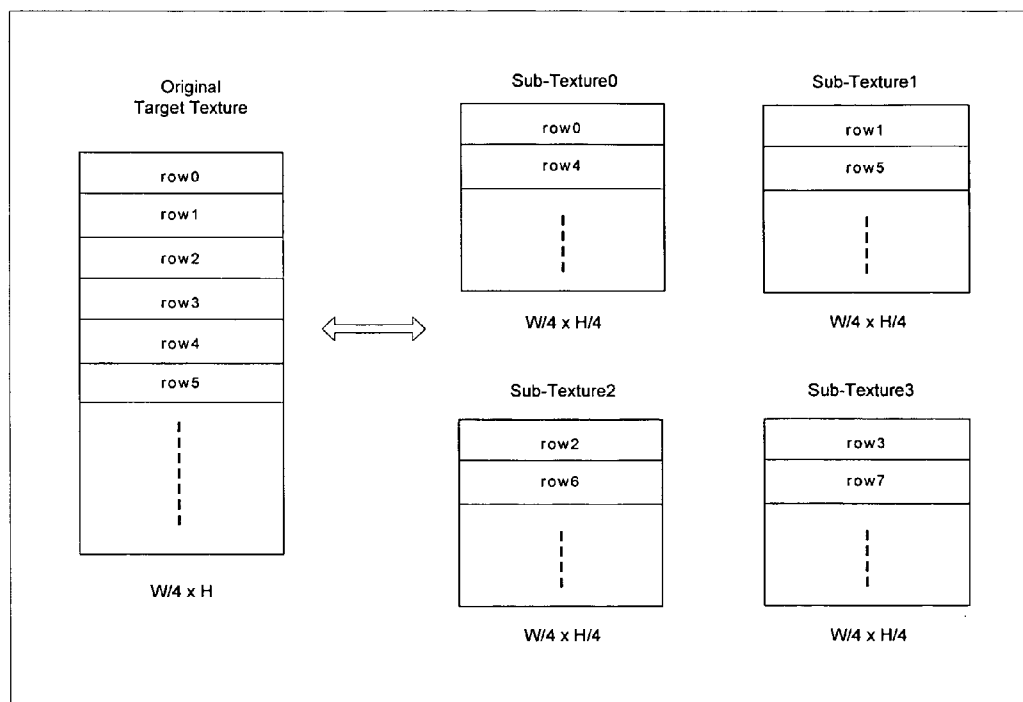 Original
Target Texture
row0
row1
row2
row3
row4
row5
W/4 x H
Sub-Texture0
row0
row4
W/4 x H/4
Sub-Texture1
row1
row5
W/4 x H/4
Sub-Texture2
row2
row6
W/4 x H/4
Sub-Texture3
row3
row7
W/4 x H/4